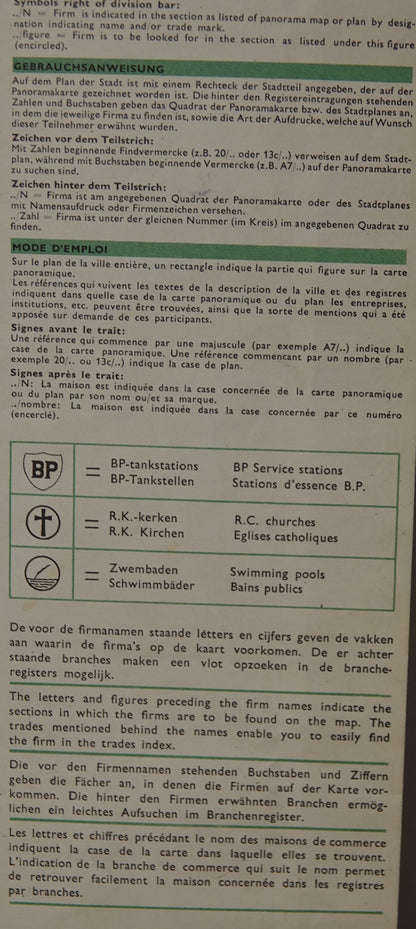 Symbols right of division bar:
../N = Firm is indicated in the section as listed of panorama map or plan by desig-
nation indicating name and/or trade mark.
../figure = Firm is to be looked for in the section as listed under this figure
(encircled).
GEBRAUCHSANWEISUNG
Auf dem Plan der Stadt ist mit einem Rechteck der Stadtteil angegeben, der auf der
Panoramakarte gezeichnet worden ist. Die hinter den Registereintragungen stehenden
Zahlen und Buchstaben geben das Quadrat der Panoramakarte bzw. des Stadtplanes an,
in dem die jeweilige Firma zu finden ist, sowie die Art der Aufdrucke, welche auf Wunsch
dieser Teilnehmer erwähnt wurden.
Zeichen vor dem Teilstrich:
Mit Zahlen beginnende Findvermercke (z.B. 20/.. oder 13c/..) verweisen auf dem Stadt-
plan, während mit Buchstaben beginnende Vermercke (z.B. A7/..) auf der Panoramakarte
zu suchen sind.
Zeichen hinter dem Teilstrich:
../N = Firma ist am angegebenen Quadrat der Panoramakarte oder des Stadtplanes
mit Namensaufdruck oder Firmenzeichen versehen.
../Zahl = Firma ist unter der gleichen Nummer (im Kreis) im angegebenen Quadrat zu
finden.
MODE D'EMPLOI
Sur le plan de la ville entière, un rectangle indique la partie qui figure sur la carte
panoramique.
Les références qui suivent les textes de la description de la ville et des registres
indiquent dans quelle case de la carte panoramique ou du plan les entreprises,
institutions, etc. peuvent être trouvées, ainsi que la sorte de mentions qui a été
apposée sur demande de ces participants.
Signes avant le trait:
Une référence qui commence par une majuscule (par exemple A7/..) indique la
case de la carte panoramique. Une référence commencant par un nombre (par
exemple 20/.. ou 13c/..) indique la case de plan.
Signes après le trait:
../N: La maison est indiquée dans la case concernée de la carte panoramique
ou du plan par son nom ou/et sa marque.
../nombre: La maison est indiquée dans la case concernée par ce numéro
(encerclé).
BP = BP-tankstations BP Service stations
BP-Tankstellen Stations d'essence B.P.
= R.K.-kerken R.C. churches
R.K. Kirchen Eglises catholiques
= Zwembaden Swimming pools
Schwimmbäder Bains publics
De voor de firmanamen staande létters en cijfers geven de vakken
aan waarin de firma's op de kaart voorkomen. De er achter
staande branches maken een vlot opzoeken in de branche-
registers mogelijk.
The letters and figures preceding the firm names indicate the
sections in which the firms are to be found on the map. The
trades mentioned behind the names enable you to easily find
the firm in the trades index.
Die vor den Firmennamen stehenden Buchstaben und Ziffern
geben die Fächer an, in denen die Firmen auf der Karte vor-
kommen. Die hinter den Firmen erwähnten Branchen ermög-
lichen ein leichtes Aufsuchen im Branchenregister.
Les lettres et chiffres précédant le nom des maisons de commerce
indiquent la case de la carte dans laquelle elles se trouvent.
L'indication de la branche de commerce qui suit le nom permet
de retrouver facilement la maison concernée dans les registres
par branches.